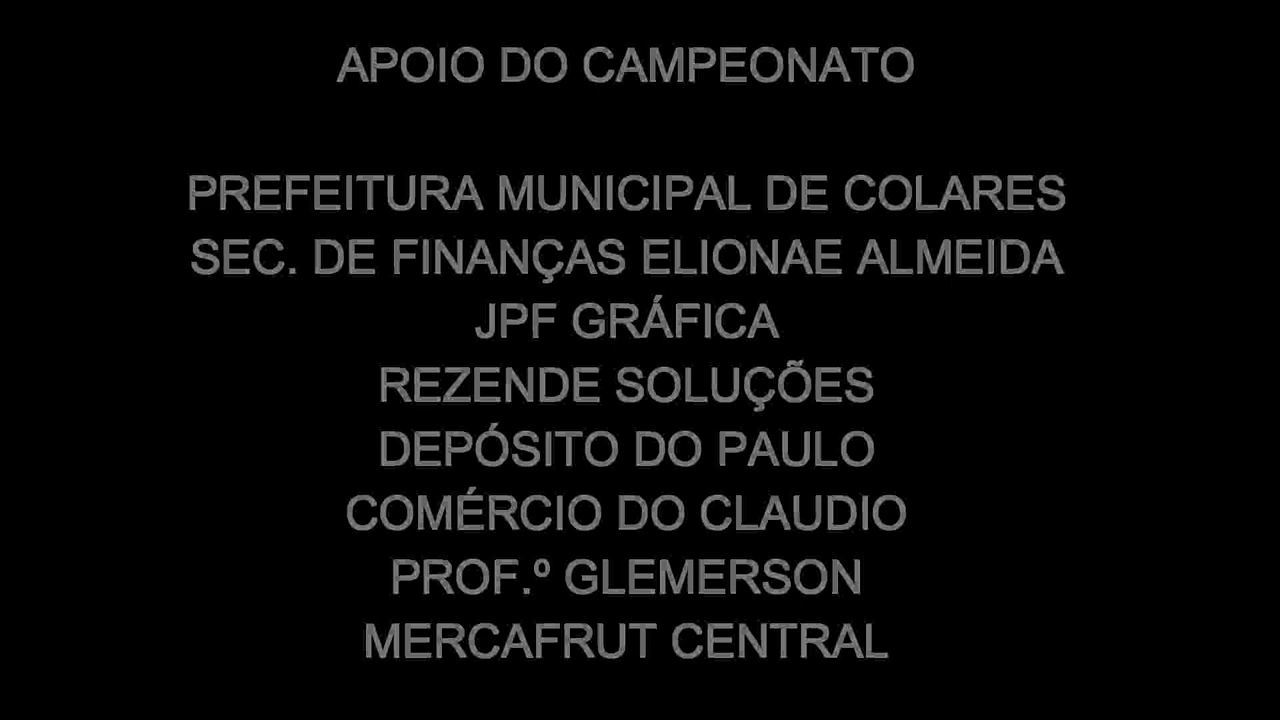 APOIO DO CAMPEONATO
PREFEITURA MUNICIPAL DE COLARES
SEC. DE FINANÇAS ELIONAE ALMEIDA
JPF GRÁFICA
REZENDE SOLUÇÕES
DEPÓSITO DO PAULO
COMÉRCIO DO CLAUDIO
PROF.º GLEMERSON
MERCAFRUT CENTRAL